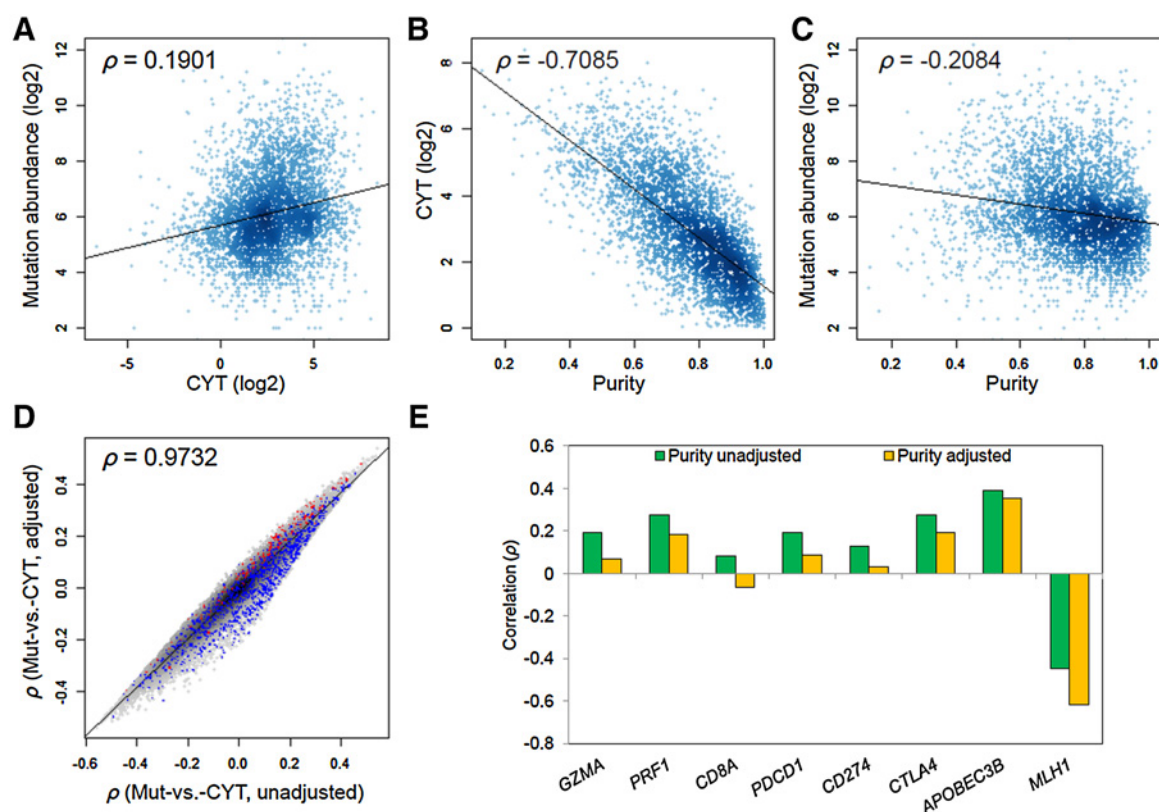 A
ρ = 0.1901
Mutation abundance (log2)
12
10
8
6
4
2
-5
0
5
CYT (log2)
B
ρ = -0.7085
CYT (log2)
8
6
4
2
0
0.2
0.4
0.6
0.8
1.0
Purity
C
ρ = -0.2084
Mutation abundance (log2)
12
10
8
6
4
2
0.2
0.4
0.6
0.8
1.0
Purity
D
ρ = 0.9732
ρ (Mut-vs.-CYT, adjusted)
0.4
0.2
0.0
-0.2
-0.4
-0.6
-0.4
-0.2
0.0
0.2
0.4
ρ (Mut-vs.-CYT, unadjusted)
E
Purity unadjusted
Purity adjusted
Correlation (ρ)
0.6
0.4
0.2
0
-0.2
-0.4
-0.6
-0.8
GZMA
PRF1
CD8A
PDCD1
CD274
CTLA4
APOBEC3B
MLH1